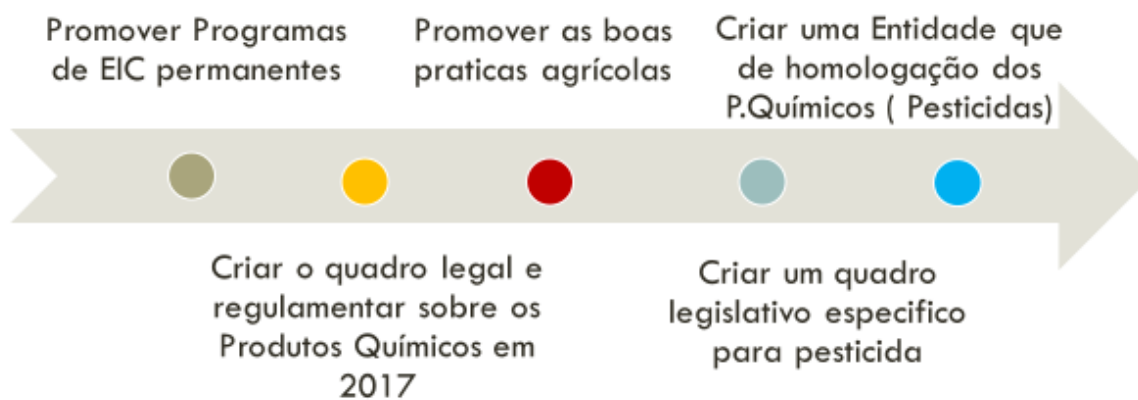 Promover Programas
de EIC permanentes
Criar o quadro legal e
regulamentar sobre os
Produtos Químicos em
2017
Promover as boas
praticas agrícolas
Criar um quadro
legislativo especifico
para pesticida
Criar uma Entidade que
de homologação dos
P.Químicos ( Pesticidas)